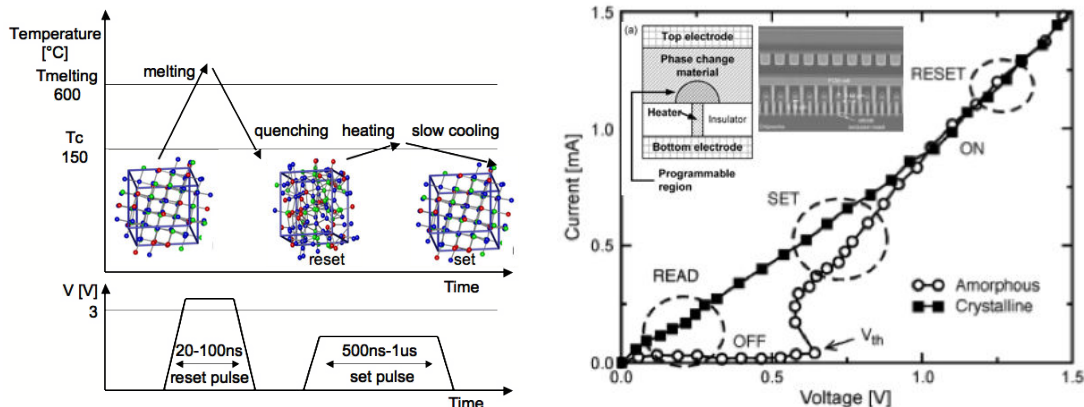 Temperature
[°C]
Tmelting
600
Tc
150
melting
quenching
heating
slow cooling
reset
set
Time
V [V]
3
20-100ns
reset pulse
500ns-1us
set pulse
Time
(a)
Top electrode
Phase change
material
Heater
Insulator
Bottom electrode
Programmable
region
Current [mA]
1.5
1.0
0.5
0.0
RESET
ON
SET
READ
OFF
Vth
Amorphous
Crystalline
0.0
0.5
1.0
1.5
Voltage [V]